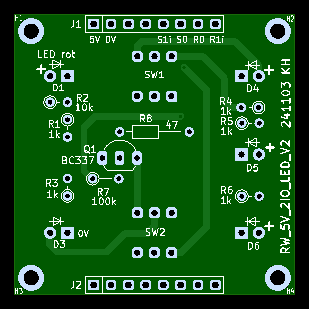 H1
J1
H2
5V 0V
S1i S0 R0 R1i
LED rot
+
D1
SW1
+
D4
R2
10k
R1
1k
R4
1k
R5
1k
R8
47
Q1
BC337
+
D5
R3
1k
R7
100k
R6
1k
D3
0V
SW2
+
D6
J2
H3
H4
241103 KH
RW_5V_2IO_LED_V2